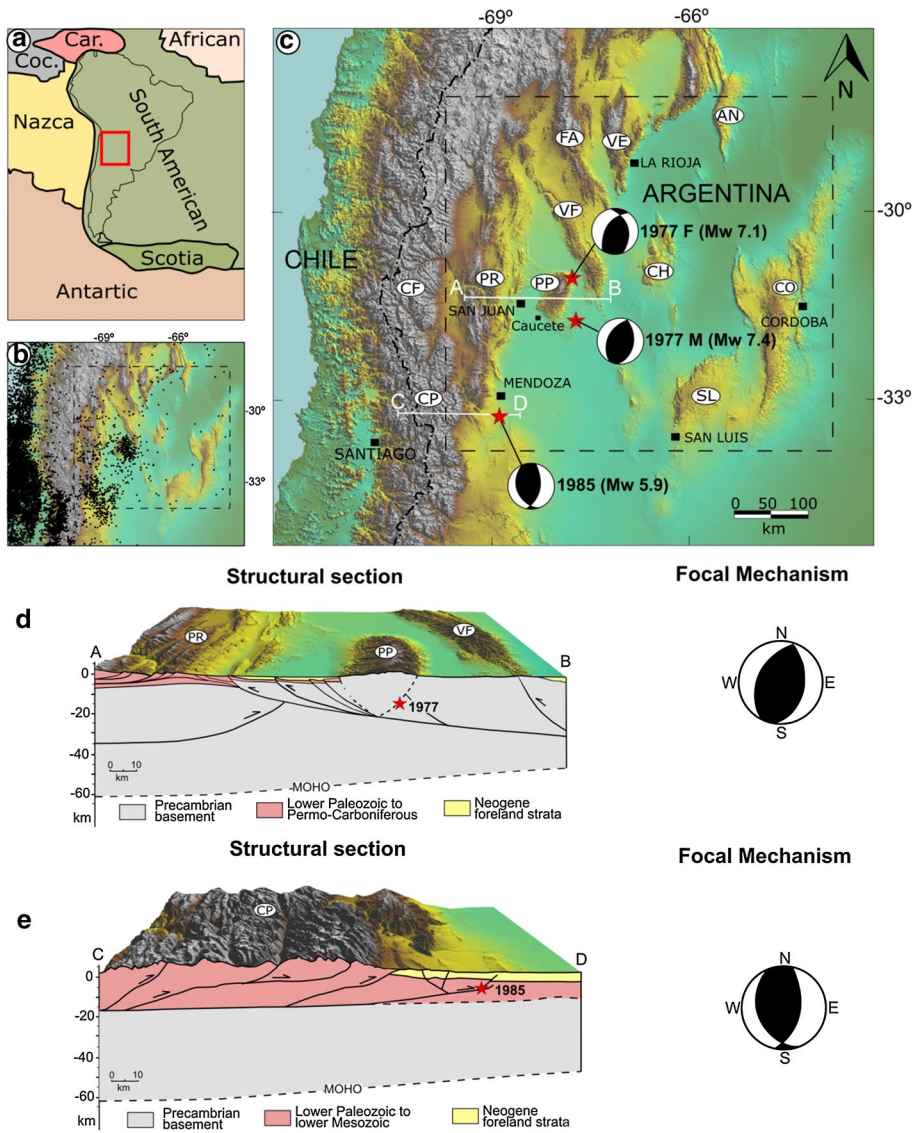 a
Car.
African
Coc.
Nazca
South American
Scotia
Antartic
b
-69º
-66º
-30º
-33º
c
-69º
-66º
N
AN
FA
VE
LA RIOJA
ARGENTINA
-30º
VF
1977 F (Mw 7.1)
CHILE
CH
PR
PP
A
B
CF
CO
SAN JUAN
Caucete
CORDOBA
1977 M (Mw 7.4)
MENDOZA
CP
C
D
SL
-33º
SANTIAGO
SAN LUIS
1985 (Mw 5.9)
0 50 100
km
Structural section
Focal Mechanism
d
PR
VF
PP
A
B
0
1977
-20
-40
0 10
km
MOHO
-60
km
Precambrian basement
Lower Paleozoic to Permo-Carboniferous
Neogene foreland strata
N
W
E
S
Structural section
Focal Mechanism
e
CP
C
D
0
1985
-20
-40
0 10
km
MOHO
-60
km
Precambrian basement
Lower Paleozoic to lower Mesozoic
Neogene foreland strata
N
W
E
S